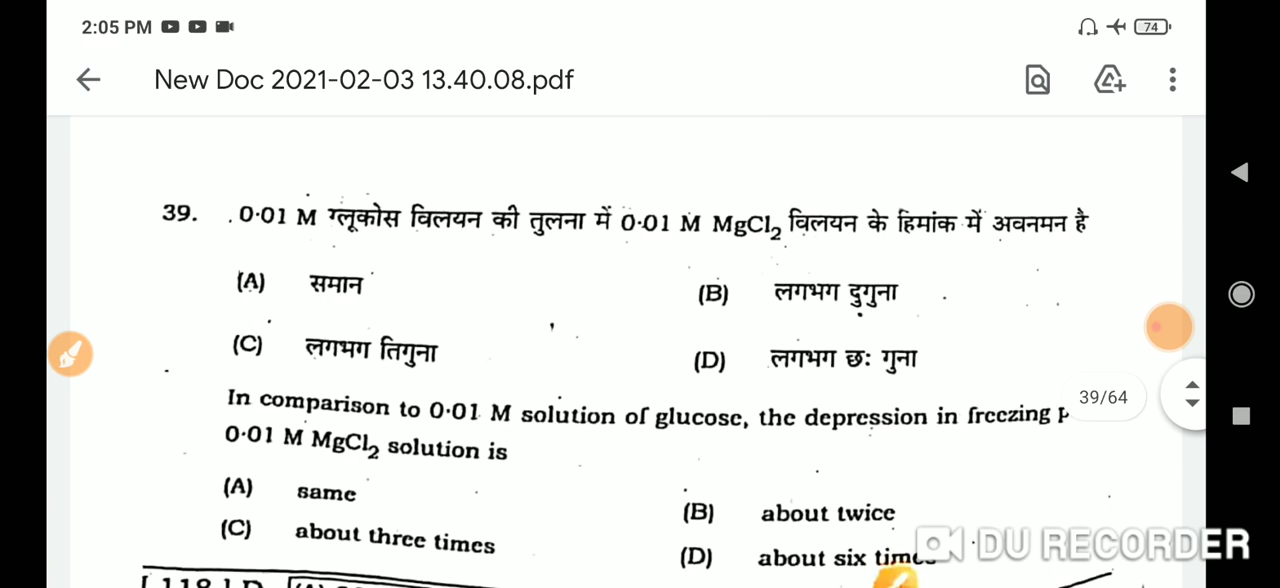 2:05 PM
74
New Doc 2021-02-03 13.40.08.pdf
39. 0·01 M ग्लूकोस विलयन की तुलना में 0·01 M MgCl₂ विलयन के हिमांक में अवनमन है
(A) समान
(B) लगभग दुगुना
(C) लगभग तिगुना
(D) लगभग छः गुना
39/64
In comparison to 0·01 M solution of glucose, the depression in freezing
0·01 M MgCl₂ solution is
(A) same
(B) about twice
(C) about three times
(D) about six
DU RECORDER